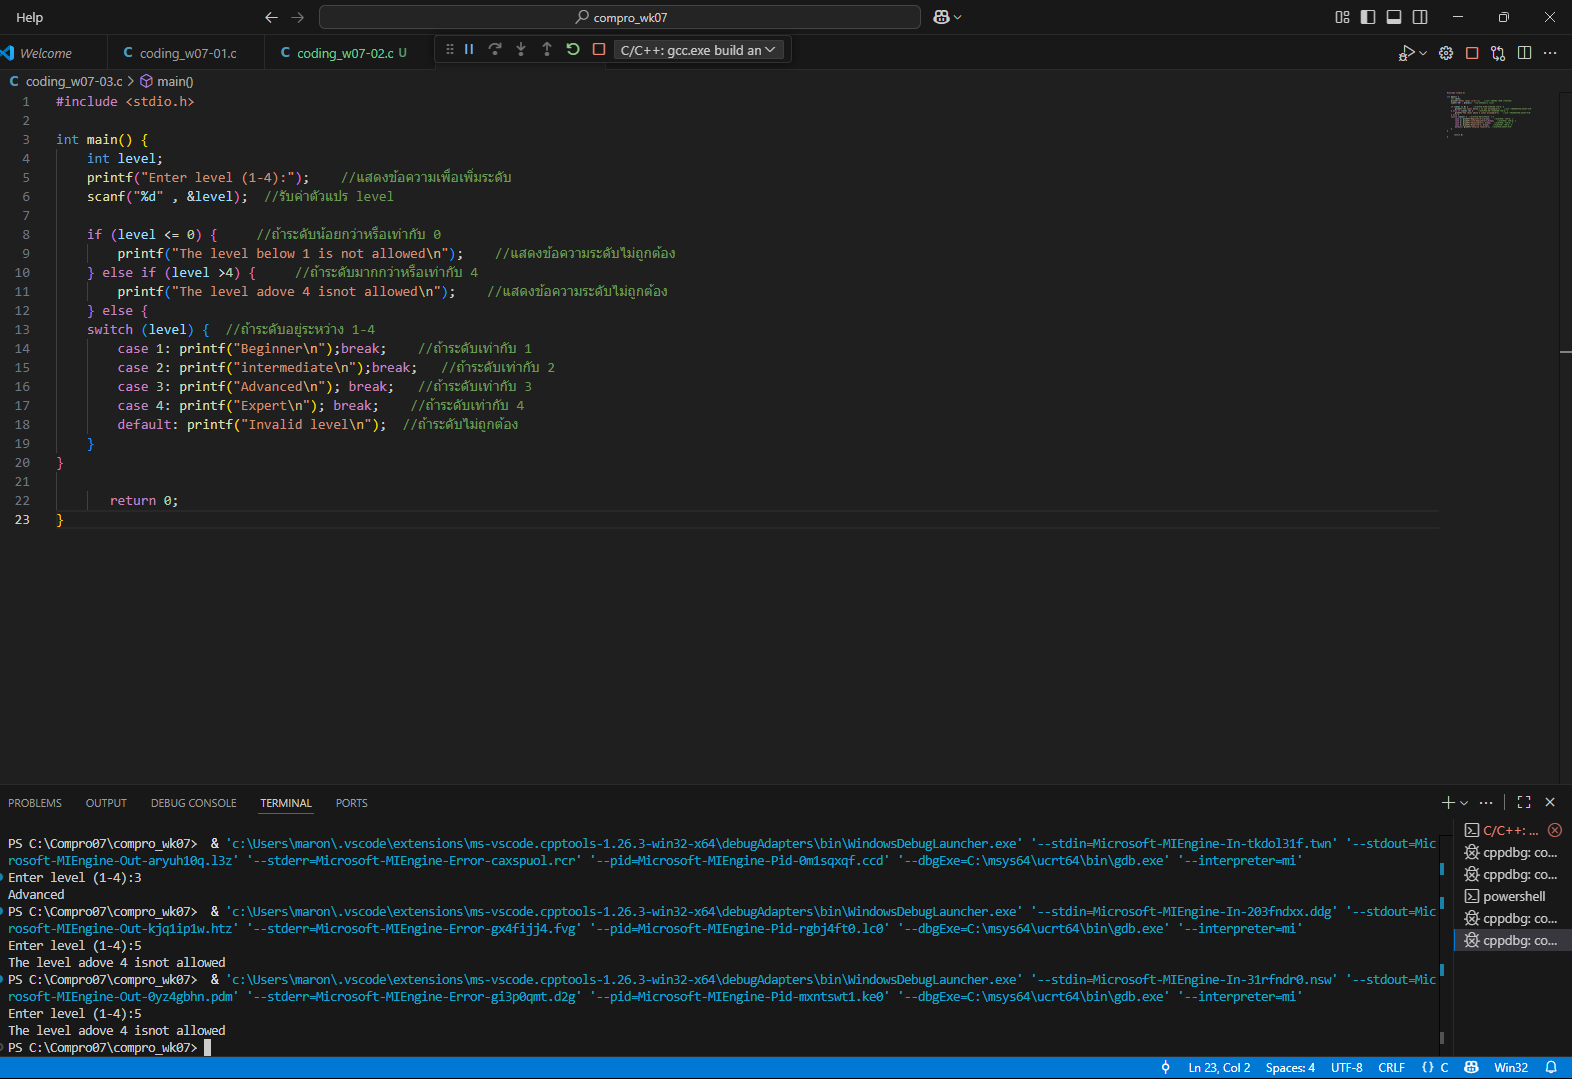 Help
compro_wk07
Welcome
C coding_w07-01.c
C coding_w07-02.c U
C/C++: gcc.exe build an
C coding_w07-03.c > main()
1 #include <stdio.h>
2
3 int main() {
4 int level;
5 printf("Enter level (1-4):"); //แสดงข้อความเพื่อเพิ่มระดับ
6 scanf("%d" , &level); //รับค่าตัวแปร level
7
8 if (level <= 0) { //ถ้าระดับน้อยกว่าหรือเท่ากับ 0
9 printf("The level below 1 is not allowed\n"); //แสดงข้อความระดับไม่ถูกต้อง
10 } else if (level >4) { //ถ้าระดับมากกว่าหรือเท่ากับ 4
11 printf("The level adove 4 isnot allowed\n"); //แสดงข้อความระดับไม่ถูกต้อง
12 } else {
13 switch (level) { //ถ้าระดับอยู่ระหว่าง 1-4
14 case 1: printf("Beginner\n");break; //ถ้าระดับเท่ากับ 1
15 case 2: printf("intermediate\n");break; //ถ้าระดับเท่ากับ 2
16 case 3: printf("Advanced\n"); break; //ถ้าระดับเท่ากับ 3
17 case 4: printf("Expert\n"); break; //ถ้าระดับเท่ากับ 4
18 default: printf("Invalid level\n"); //ถ้าระดับไม่ถูกต้อง
19 }
20 }
21
22 return 0;
23 }
PROBLEMS OUTPUT DEBUG CONSOLE TERMINAL PORTS
PS C:\Compro07\compro_wk07> & 'c:\Users\maron\.vscode\extensions\ms-vscode.cpptools-1.26.3-win32-x64\debugAdapters\bin\WindowsDebugLauncher.exe' '--stdin=Microsoft-MIEngine-In-tkdol31f.twn' '--stdout=Mic
rosoft-MIEngine-Out-aryuh10q.l3z' '--stderr=Microsoft-MIEngine-Error-caxspuol.rcr' '--pid=Microsoft-MIEngine-Pid-0m1sqxqf.ccd' '--dbgExe=C:\msys64\ucrt64\bin\gdb.exe' '--interpreter=mi'
Enter level (1-4):3
Advanced
PS C:\Compro07\compro_wk07> & 'c:\Users\maron\.vscode\extensions\ms-vscode.cpptools-1.26.3-win32-x64\debugAdapters\bin\WindowsDebugLauncher.exe' '--stdin=Microsoft-MIEngine-In-203fndxx.ddg' '--stdout=Mic
rosoft-MIEngine-Out-kjq1ip1w.htz' '--stderr=Microsoft-MIEngine-Error-gx4fijj4.fvg' '--pid=Microsoft-MIEngine-Pid-rgbj4ft0.lc0' '--dbgExe=C:\msys64\ucrt64\bin\gdb.exe' '--interpreter=mi'
Enter level (1-4):5
The level adove 4 isnot allowed
PS C:\Compro07\compro_wk07> & 'c:\Users\maron\.vscode\extensions\ms-vscode.cpptools-1.26.3-win32-x64\debugAdapters\bin\WindowsDebugLauncher.exe' '--stdin=Microsoft-MIEngine-In-31rfndr0.nsw' '--stdout=Mic
rosoft-MIEngine-Out-0yz4gbhn.pdm' '--stderr=Microsoft-MIEngine-Error-gi3p0qmt.d2g' '--pid=Microsoft-MIEngine-Pid-mxntswt1.ke0' '--dbgExe=C:\msys64\ucrt64\bin\gdb.exe' '--interpreter=mi'
Enter level (1-4):5
The level adove 4 isnot allowed
PS C:\Compro07\compro_wk07>
C/C++: ...
cppdbg: co...
cppdbg: co...
powershell
cppdbg: co...
cppdbg: co...
Ln 23, Col 2 Spaces: 4 UTF-8 CRLF {} C Win32